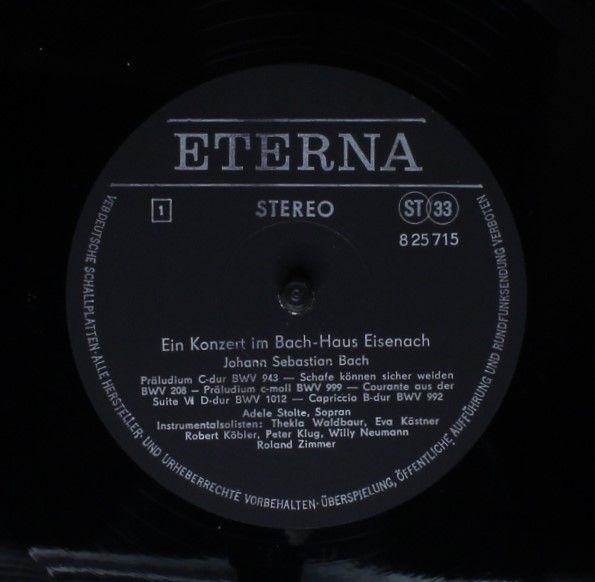 ETERNA
1 STEREO ST 33
8 25 715
Ein Konzert im Bach-Haus Eisenach
Johann Sebastian Bach
Präludium C-dur BWV 943 — Schafe können sicher weiden
BWV 208 — Präludium c-moll BWV 999 — Courante aus der
Suite VI D-dur BWV 1012 — Capriccio B-dur BWV 992
Adele Stolte, Sopran
Instrumentalsolisten: Thekla Waldbaur, Eva Kästner
Robert Köbler, Peter Klug, Willy Neumann
Roland Zimmer
VEB DEUTSCHE SCHALLPLATTEN · ALLE HERSTELLER- UND URHEBERRECHTE VORBEHALTEN · ÜBERSPIELUNG, ÖFFENTLICHE AUFFÜHRUNG UND RUNDFUNKSENDUNG VERBOTEN